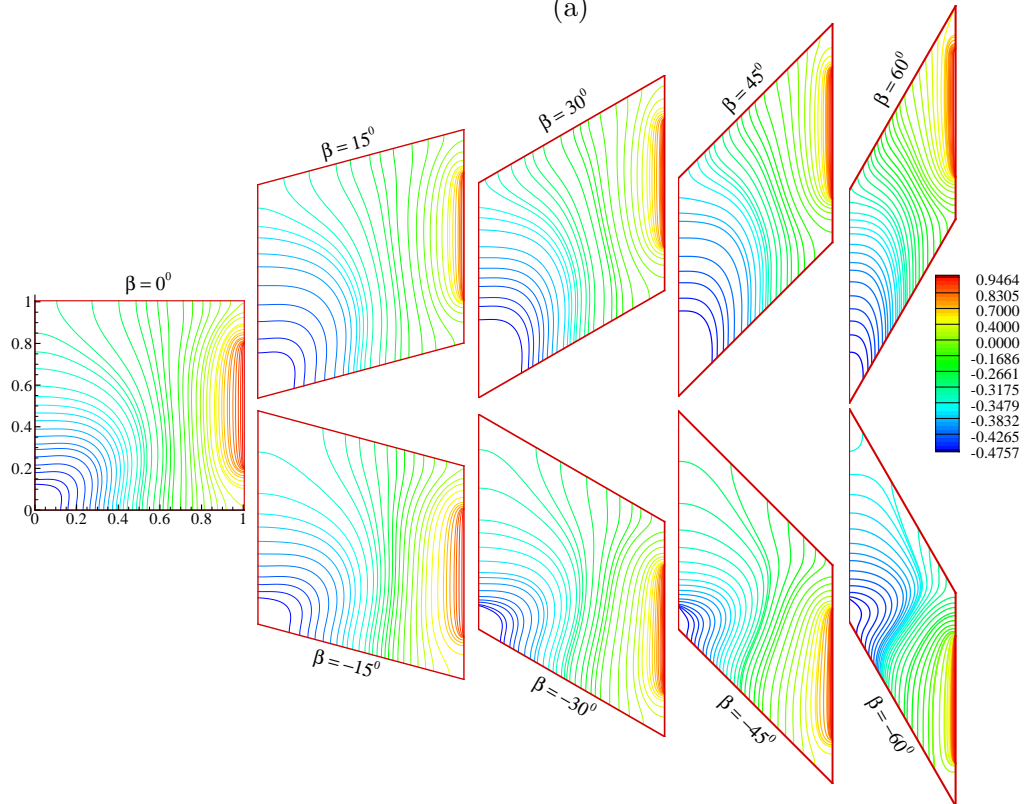 (a)
β = 15⁰
β = 30⁰
β = 45⁰
β = 60⁰
β = 0⁰
1
0.8
0.6
0.4
0.2
0
0 0.2 0.4 0.6 0.8 1
0.9464
0.8305
0.7000
0.4000
0.0000
-0.1686
-0.2661
-0.3175
-0.3479
-0.3832
-0.4265
-0.4757
β = −15⁰
β = −30⁰
β = −45⁰
β = −60⁰